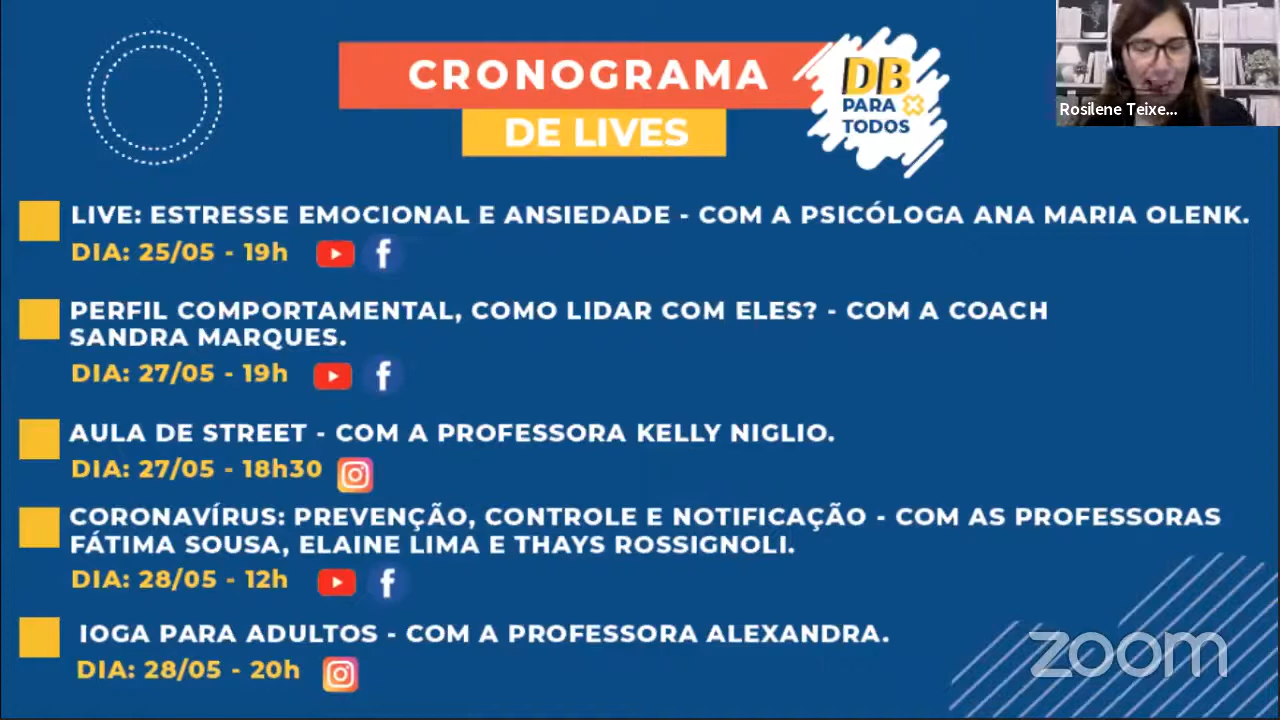 CRONOGRAMA
DE LIVES
DB
PARA
TODOS
Rosilene Teixe...
LIVE: ESTRESSE EMOCIONAL E ANSIEDADE - COM A PSICÓLOGA ANA MARIA OLENK.
DIA: 25/05 - 19h
PERFIL COMPORTAMENTAL, COMO LIDAR COM ELES? - COM A COACH
SANDRA MARQUES.
DIA: 27/05 - 19h
AULA DE STREET - COM A PROFESSORA KELLY NIGLIO.
DIA: 27/05 - 18h30
CORONAVÍRUS: PREVENÇÃO, CONTROLE E NOTIFICAÇÃO - COM AS PROFESSORAS
FÁTIMA SOUSA, ELAINE LIMA E THAYS ROSSIGNOLI.
DIA: 28/05 - 12h
IOGA PARA ADULTOS - COM A PROFESSORA ALEXANDRA.
DIA: 28/05 - 20h
zoom